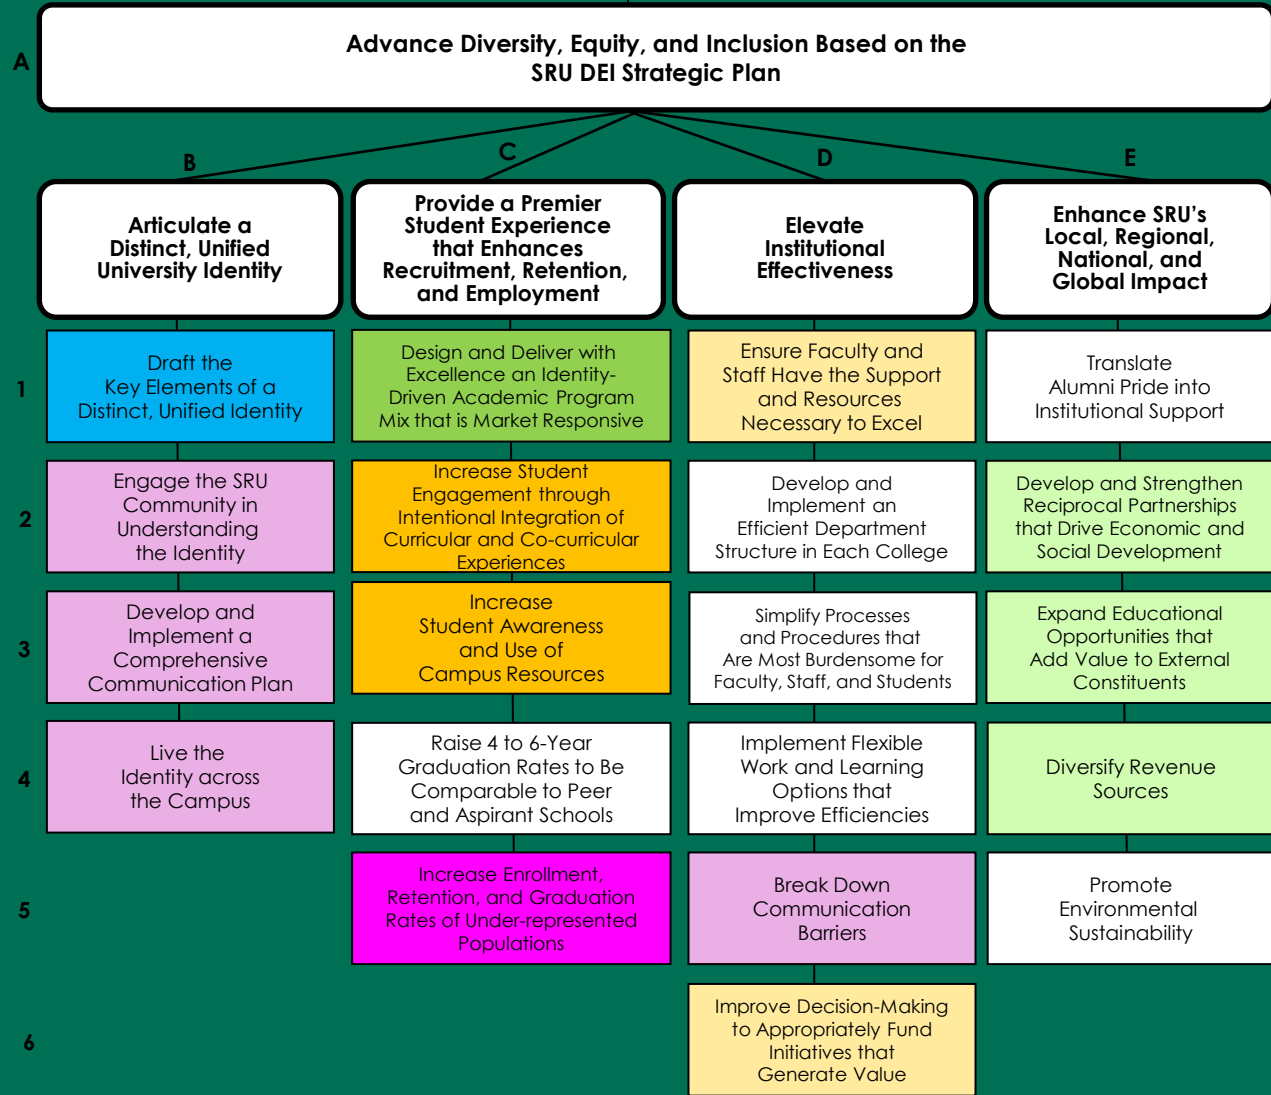 A
Advance Diversity, Equity, and Inclusion Based on the
SRU DEI Strategic Plan
B
C
D
E
Articulate a
Distinct, Unified
University Identity
Provide a Premier
Student Experience
that Enhances
Recruitment, Retention,
and Employment
Elevate
Institutional
Effectiveness
Enhance SRU’s
Local, Regional,
National, and
Global Impact
1
Draft the
Key Elements of a
Distinct, Unified Identity
Design and Deliver with
Excellence an Identity-
Driven Academic Program
Mix that is Market Responsive
Ensure Faculty and
Staff Have the Support
and Resources
Necessary to Excel
Translate
Alumni Pride into
Institutional Support
2
Engage the SRU
Community in
Understanding
the Identity
Increase Student
Engagement through
Intentional Integration of
Curricular and Co-curricular
Experiences
Develop and
Implement an
Efficient Department
Structure in Each College
Develop and Strengthen
Reciprocal Partnerships
that Drive Economic and
Social Development
3
Develop and
Implement a
Comprehensive
Communication Plan
Increase
Student Awareness
and Use of
Campus Resources
Simplify Processes
and Procedures that
Are Most Burdensome for
Faculty, Staff, and Students
Expand Educational
Opportunities that
Add Value to External
Constituents
4
Live the
Identity across
the Campus
Raise 4 to 6-Year
Graduation Rates to Be
Comparable to Peer
and Aspirant Schools
Implement Flexible
Work and Learning
Options that
Improve Efficiencies
Diversify Revenue
Sources
5
Increase Enrollment,
Retention, and Graduation
Rates of Under-represented
Populations
Break Down
Communication
Barriers
Promote
Environmental
Sustainability
6
Improve Decision-Making
to Appropriately Fund
Initiatives that
Generate Value